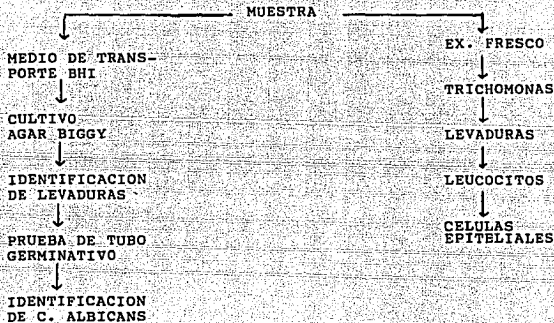 MUESTRA
MEDIO DE TRANS-
PORTE BHI
CULTIVO
AGAR BIGGY
IDENTIFICACION
DE LEVADURAS
PRUEBA DE TUBO
GERMINATIVO
IDENTIFICACION
DE C. ALBICANS
EX. FRESCO
TRICHOMONAS
LEVADURAS
LEUCOCITOS
CELULAS
EPITELIALES